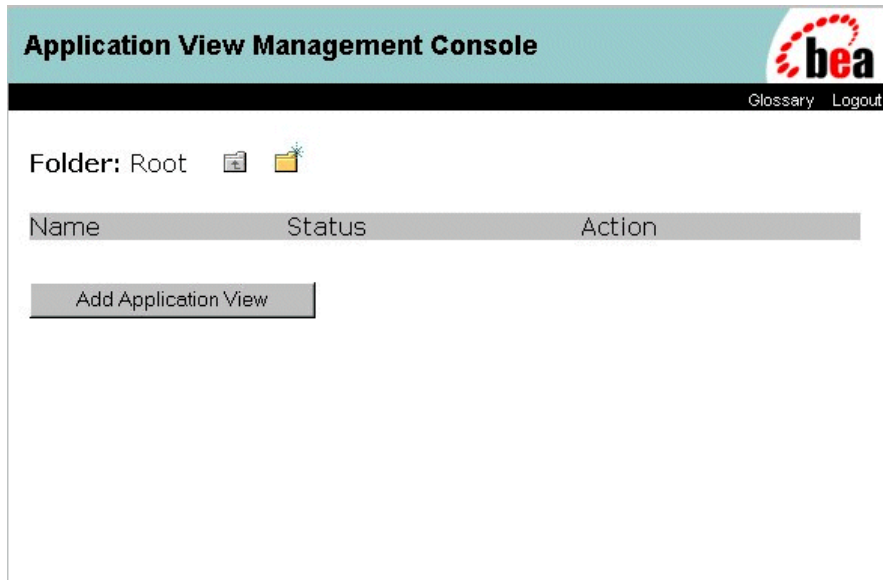 Application View Management Console
bea
Glossary Logout
Folder: Root
Name Status Action
Add Application View